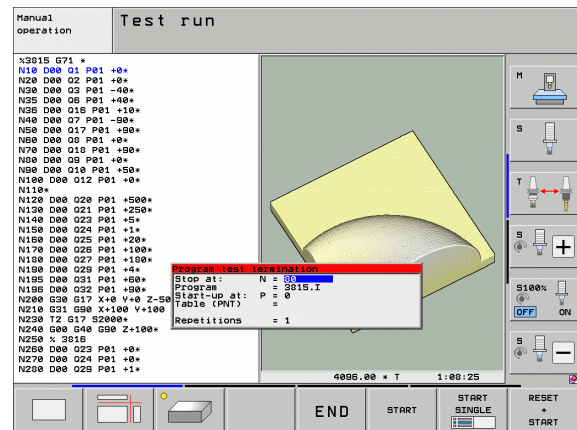 Manual
operation
Test run
%3815 G71 *
N10 D00 Q1 P01 +0*
N20 D00 Q2 P01 +0*
N30 D00 Q3 P01 -40*
N35 D00 Q6 P01 +40*
N36 D00 Q16 P01 +10*
N40 D00 Q7 P01 -90*
N50 D00 Q17 P01 +90*
N60 D00 Q8 P01 +0*
N70 D00 Q18 P01 +90*
N80 D00 Q9 P01 +0*
N90 D00 Q10 P01 +50*
N100 D00 Q12 P01 +0*
N110*
N120 D00 Q20 P01 +500*
N130 D00 Q21 P01 +250*
N140 D00 Q23 P01 +5*
N150 D00 Q24 P01 +1*
N160 D00 Q25 P01 +20*
N170 D00 Q26 P01 +100*
N180 D00 Q27 P01 +180*
N190 D00 Q29 P01 +4*
N195 D00 Q31 P01 +60*
N196 D00 Q32 P01 +90*
N200 G30 G17 X+0 Y+0 Z-50
N210 G31 G90 X+100 Y+100
N230 T2 G17 S2000*
N240 G00 G40 G90 Z+100*
N250 % 3816
N260 D00 Q23 P01 +0*
N270 D00 Q24 P01 +0*
N280 D00 Q29 P01 +1*
Program test termination
Stop at: N = 80
Program = 3815.I
Start-up at: P = 0
Table (PNT) =
Repetitions = 1
4096.00 * T 1:08:25
M
S
T
S
+
S100%
OFF ON
S
−
END
START
START
SINGLE
RESET
+
START